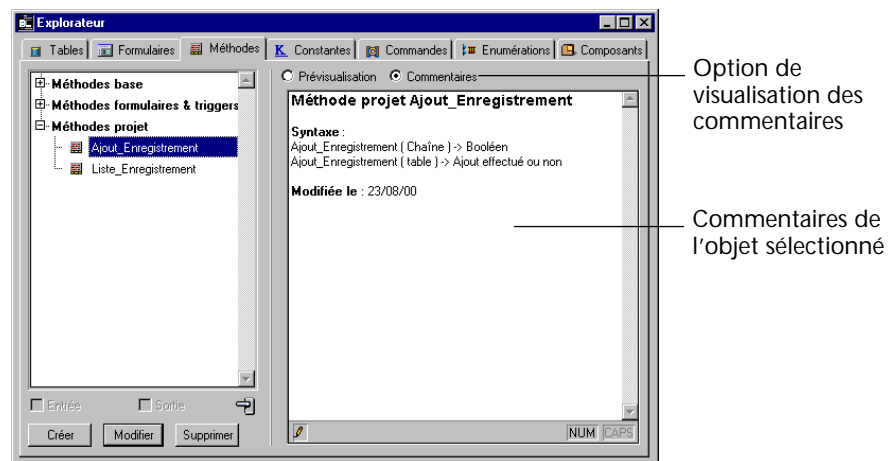 Explorateur
Tables Formulaires Méthodes Constantes Commandes Enumérations Composants
Méthodes base
Méthodes formulaires & triggers
Méthodes projet
Ajout_Enregistrement
Liste_Enregistrement
Entrée Sortie
Créer Modifier Supprimer
Prévisualisation Commentaires
Méthode projet Ajout_Enregistrement
Syntaxe :
Ajout_Enregistrement ( Chaîne ) -> Booléen
Ajout_Enregistrement ( table ) -> Ajout effectué ou non
Modifiée le : 23/08/00
NUM CAPS
Option de
visualisation des
commentaires
Commentaires de
l'objet sélectionné